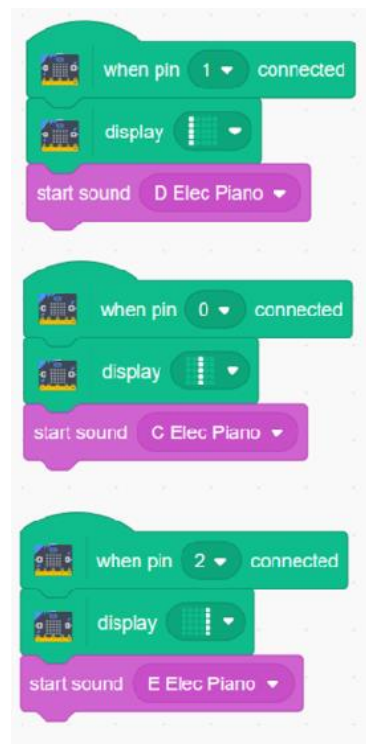 when pin 1 connected
display
start sound D Elec Piano
when pin 0 connected
display
start sound C Elec Piano
when pin 2 connected
display
start sound E Elec Piano